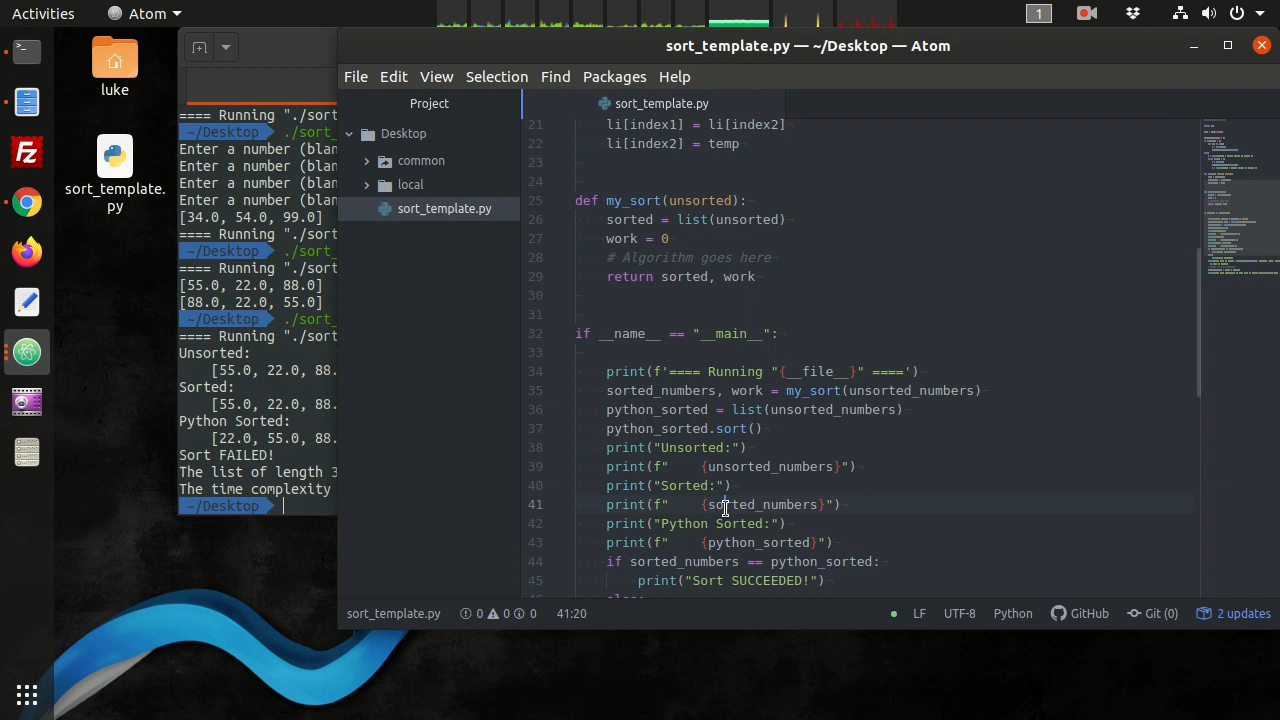 Activities
Atom
1
luke
sort_template.
py
==== Running "./sort
~/Desktop ./sort_
Enter a number (blan
Enter a number (blan
Enter a number (blan
Enter a number (blan
[34.0, 54.0, 99.0]
==== Running "./sort
~/Desktop ./sort_
==== Running "./sort
[55.0, 22.0, 88.0]
[88.0, 22.0, 55.0]
~/Desktop ./sort_
==== Running "./sort
Unsorted:
[55.0, 22.0, 88.
Sorted:
[55.0, 22.0, 88.
Python Sorted:
[22.0, 55.0, 88.
Sort FAILED!
The list of length 3
The time complexity
~/Desktop
sort_template.py — ~/Desktop — Atom
File Edit View Selection Find Packages Help
Project
Desktop
common
local
sort_template.py
sort_template.py
21 li[index1] = li[index2]
22 li[index2] = temp
23
24
25 def my_sort(unsorted):
26 sorted = list(unsorted)
27 work = 0
28 # Algorithm goes here
29 return sorted, work
30
31
32 if __name__ == "__main__":
33
34 print(f'==== Running "{__file__}" ====')
35 sorted_numbers, work = my_sort(unsorted_numbers)
36 python_sorted = list(unsorted_numbers)
37 python_sorted.sort()
38 print("Unsorted:")
39 print(f"    {unsorted_numbers}")
40 print("Sorted:")
41 print(f"    {sorted_numbers}")
42 print("Python Sorted:")
43 print(f"    {python_sorted}")
44 if sorted_numbers == python_sorted:
45 print("Sort SUCCEEDED!")
sort_template.py 0 0 0 41:20 LF UTF-8 Python GitHub Git (0) 2 updates